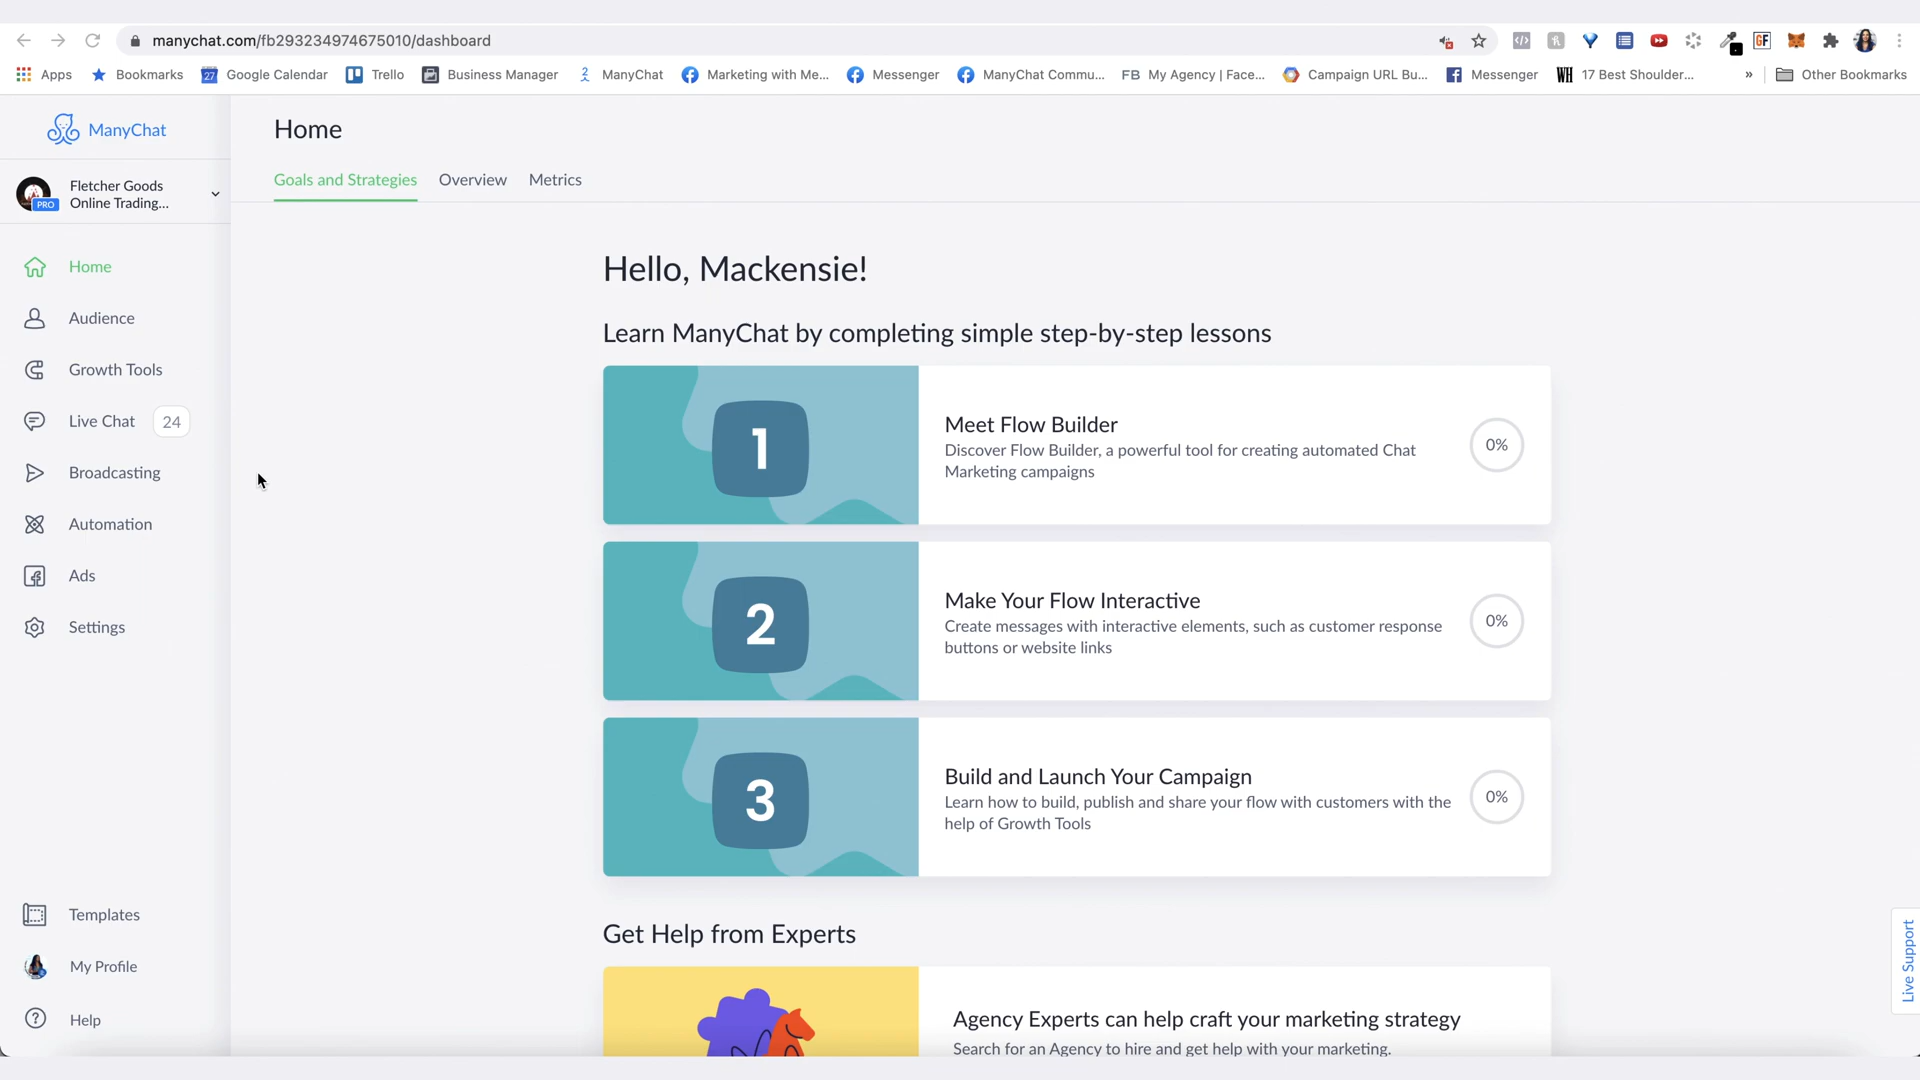 manychat.com/fb293234974675010/dashboard
Apps Bookmarks 27 Google Calendar Trello Business Manager ManyChat Marketing with Me... Messenger ManyChat Commu... FB My Agency | Face... Campaign URL Bu... Messenger WH 17 Best Shoulder... » Other Bookmarks
GF
ManyChat
Fletcher Goods
Online Trading...
PRO
Home
Audience
Growth Tools
Live Chat 24
Broadcasting
Automation
Ads
Settings
Templates
My Profile
Help
Home
Goals and Strategies Overview Metrics
Hello, Mackensie!
Learn ManyChat by completing simple step-by-step lessons
1
Meet Flow Builder
Discover Flow Builder, a powerful tool for creating automated Chat
Marketing campaigns
0%
2
Make Your Flow Interactive
Create messages with interactive elements, such as customer response
buttons or website links
0%
3
Build and Launch Your Campaign
Learn how to build, publish and share your flow with customers with the
help of Growth Tools
0%
Get Help from Experts
Agency Experts can help craft your marketing strategy
Search for an Agency to hire and get help with your marketing.
Live Support